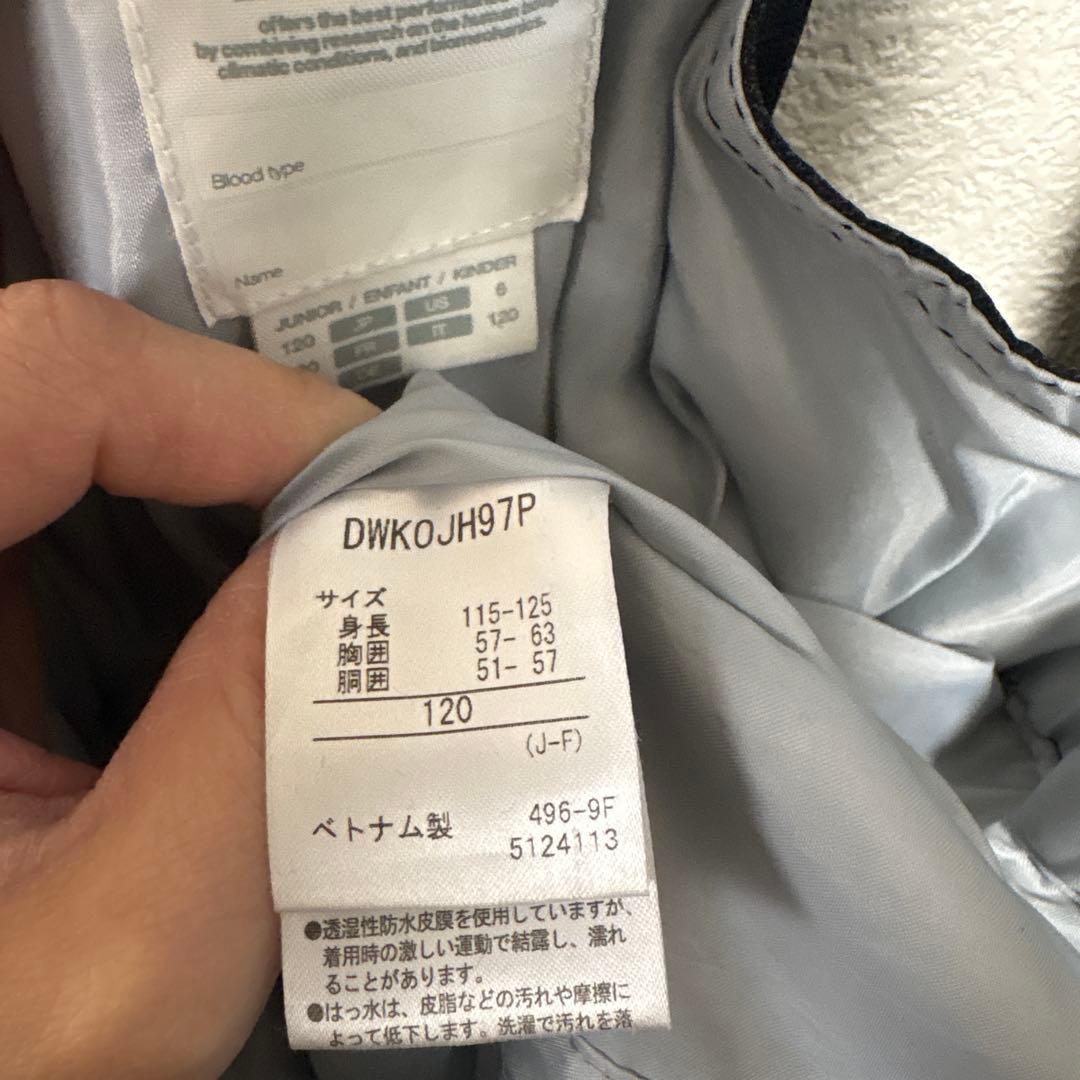 offers the best performance
by combining research on the human body,
climatic conditions, and biomechanics.
Blood type
Name
JUNIOR / ENFANT / KINDER
120 JP US 6
FR IT 120
DWKOJH97P
サイズ
身長 115-125
胸囲 57- 63
胴囲 51- 57
120
(J-F)
ベトナム製 496-9F
5124113
●透湿性防水皮膜を使用していますが、
着用時の激しい運動で結露し、濡れ
ることがあります。
●はっ水は、皮脂などの汚れや摩擦に
よって低下します。洗濯で汚れを落